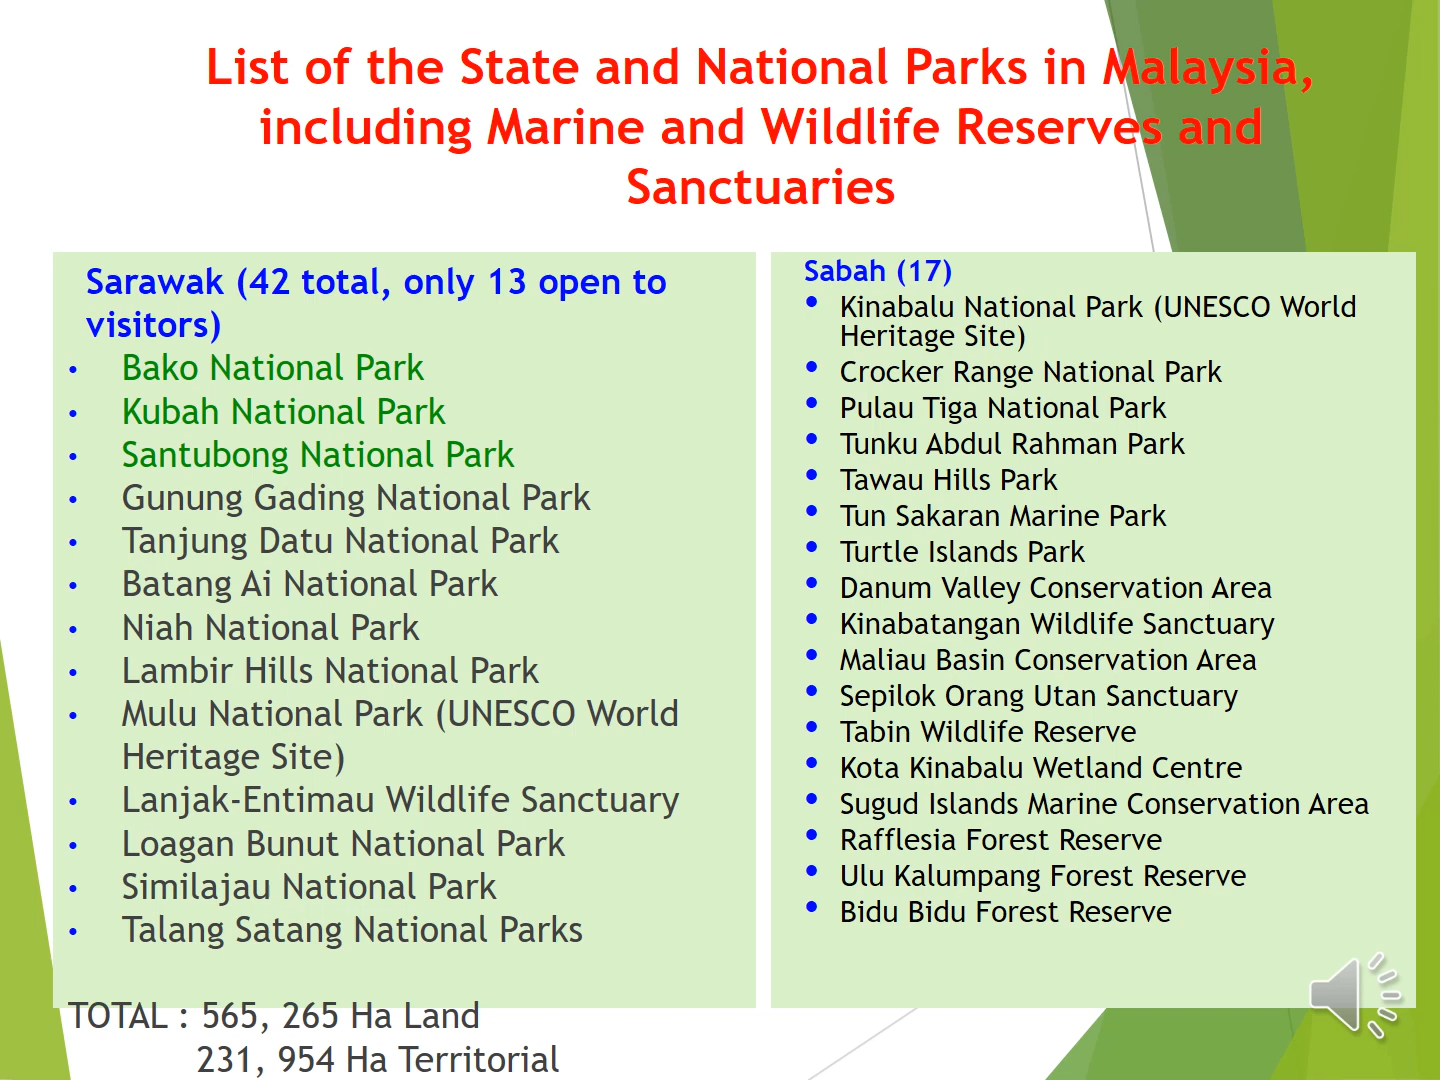 List of the State and National Parks in Malaysia,
including Marine and Wildlife Reserves and
Sanctuaries
Sarawak (42 total, only 13 open to
visitors)
• Bako National Park
• Kubah National Park
• Santubong National Park
• Gunung Gading National Park
• Tanjung Datu National Park
• Batang Ai National Park
• Niah National Park
• Lambir Hills National Park
• Mulu National Park (UNESCO World
Heritage Site)
• Lanjak-Entimau Wildlife Sanctuary
• Loagan Bunut National Park
• Similajau National Park
• Talang Satang National Parks
TOTAL : 565, 265 Ha Land
231, 954 Ha Territorial
Sabah (17)
• Kinabalu National Park (UNESCO World
Heritage Site)
• Crocker Range National Park
• Pulau Tiga National Park
• Tunku Abdul Rahman Park
• Tawau Hills Park
• Tun Sakaran Marine Park
• Turtle Islands Park
• Danum Valley Conservation Area
• Kinabatangan Wildlife Sanctuary
• Maliau Basin Conservation Area
• Sepilok Orang Utan Sanctuary
• Tabin Wildlife Reserve
• Kota Kinabalu Wetland Centre
• Sugud Islands Marine Conservation Area
• Rafflesia Forest Reserve
• Ulu Kalumpang Forest Reserve
• Bidu Bidu Forest Reserve